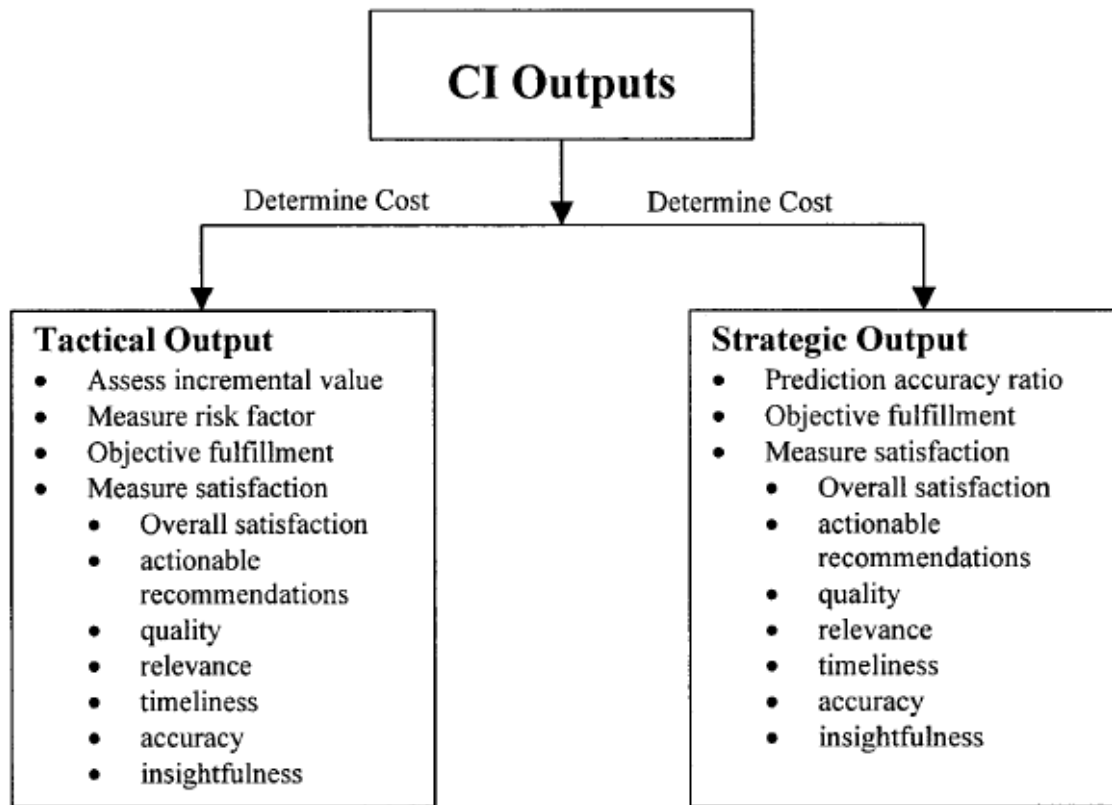 CI Outputs
Determine Cost
Determine Cost
Tactical Output
• Assess incremental value
• Measure risk factor
• Objective fulfillment
• Measure satisfaction
• Overall satisfaction
• actionable
recommendations
• quality
• relevance
• timeliness
• accuracy
• insightfulness
Strategic Output
• Prediction accuracy ratio
• Objective fulfillment
• Measure satisfaction
• Overall satisfaction
• actionable
recommendations
• quality
• relevance
• timeliness
• accuracy
• insightfulness